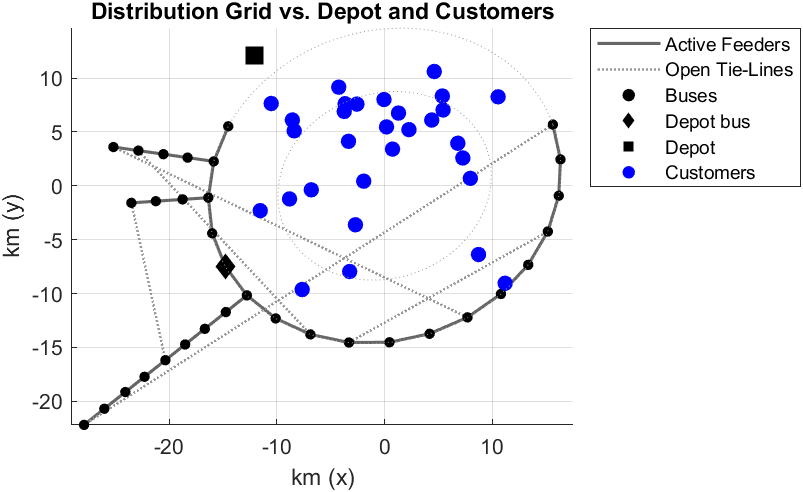 Distribution Grid vs. Depot and Customers
Active Feeders
Open Tie-Lines
Buses
Depot bus
Depot
Customers
10
5
0
-5
-10
-15
-20
km (y)
-20
-10
0
10
km (x)